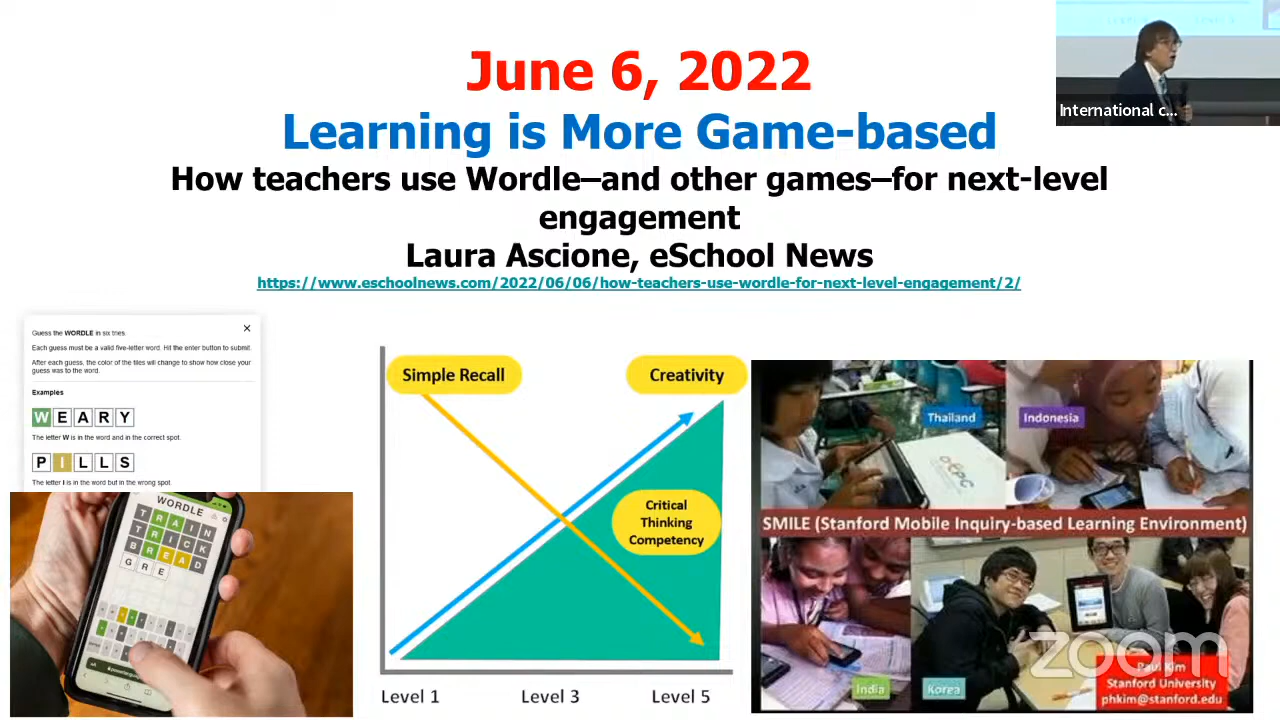 June 6, 2022
Learning is More Game-based
How teachers use Wordle–and other games–for next-level
engagement
Laura Ascione, eSchool News
https://www.eschoolnews.com/2022/06/06/how-teachers-use-wordle-for-next-level-engagement/2/
International c...
Guess the WORDLE in six tries.
Each guess must be a valid five-letter word. Hit the enter button to submit.
After each guess, the color of the tiles will change to show how close your
guess was to the word.
Examples
WEARY
The letter W is in the word and in the correct spot.
PILLS
The letter I is in the word but in the wrong spot.
WORDLE
TRAIN
TRICK
BREAD
GRE
Simple Recall
Creativity
Critical
Thinking
Competency
Level 1
Level 3
Level 5
Thailand
Indonesia
SMILE (Stanford Mobile Inquiry-based Learning Environment)
India
Korea
zoom
Paul Kim
Stanford University
phkim@stanford.edu